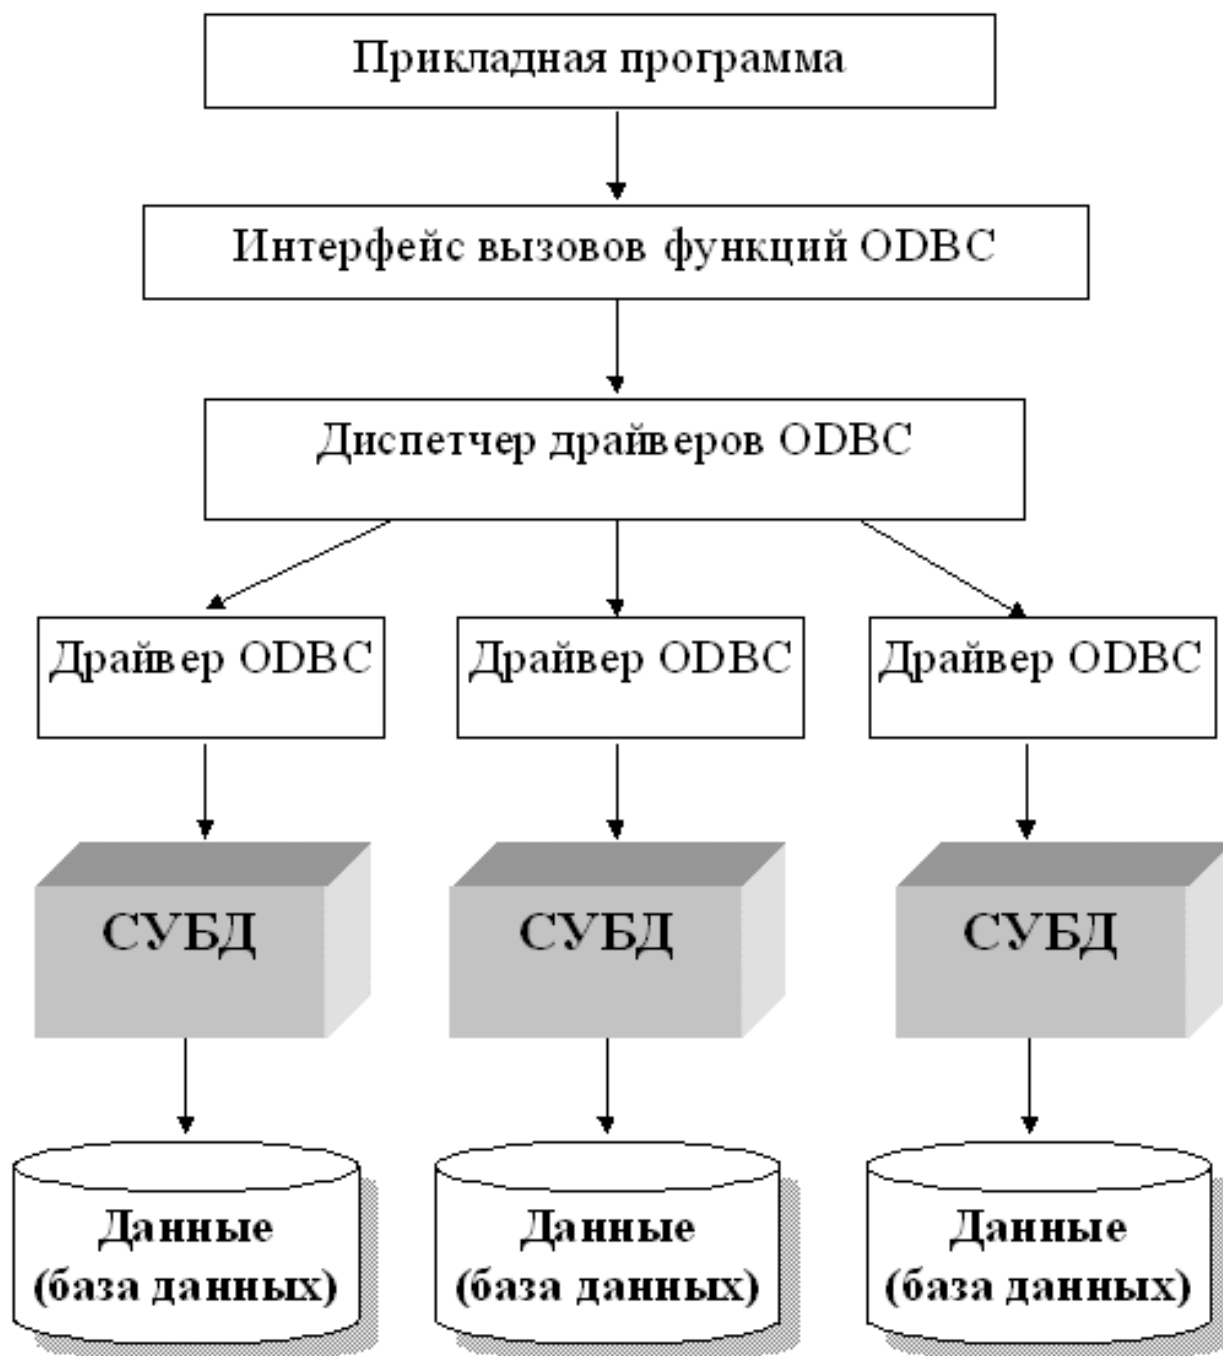 Прикладная программа
Интерфейс вызовов функций ODBC
Диспетчер драйверов ODBC
Драйвер ODBC
Драйвер ODBC
Драйвер ODBC
СУБД
СУБД
СУБД
Данные
(база данных)
Данные
(база данных)
Данные
(база данных)